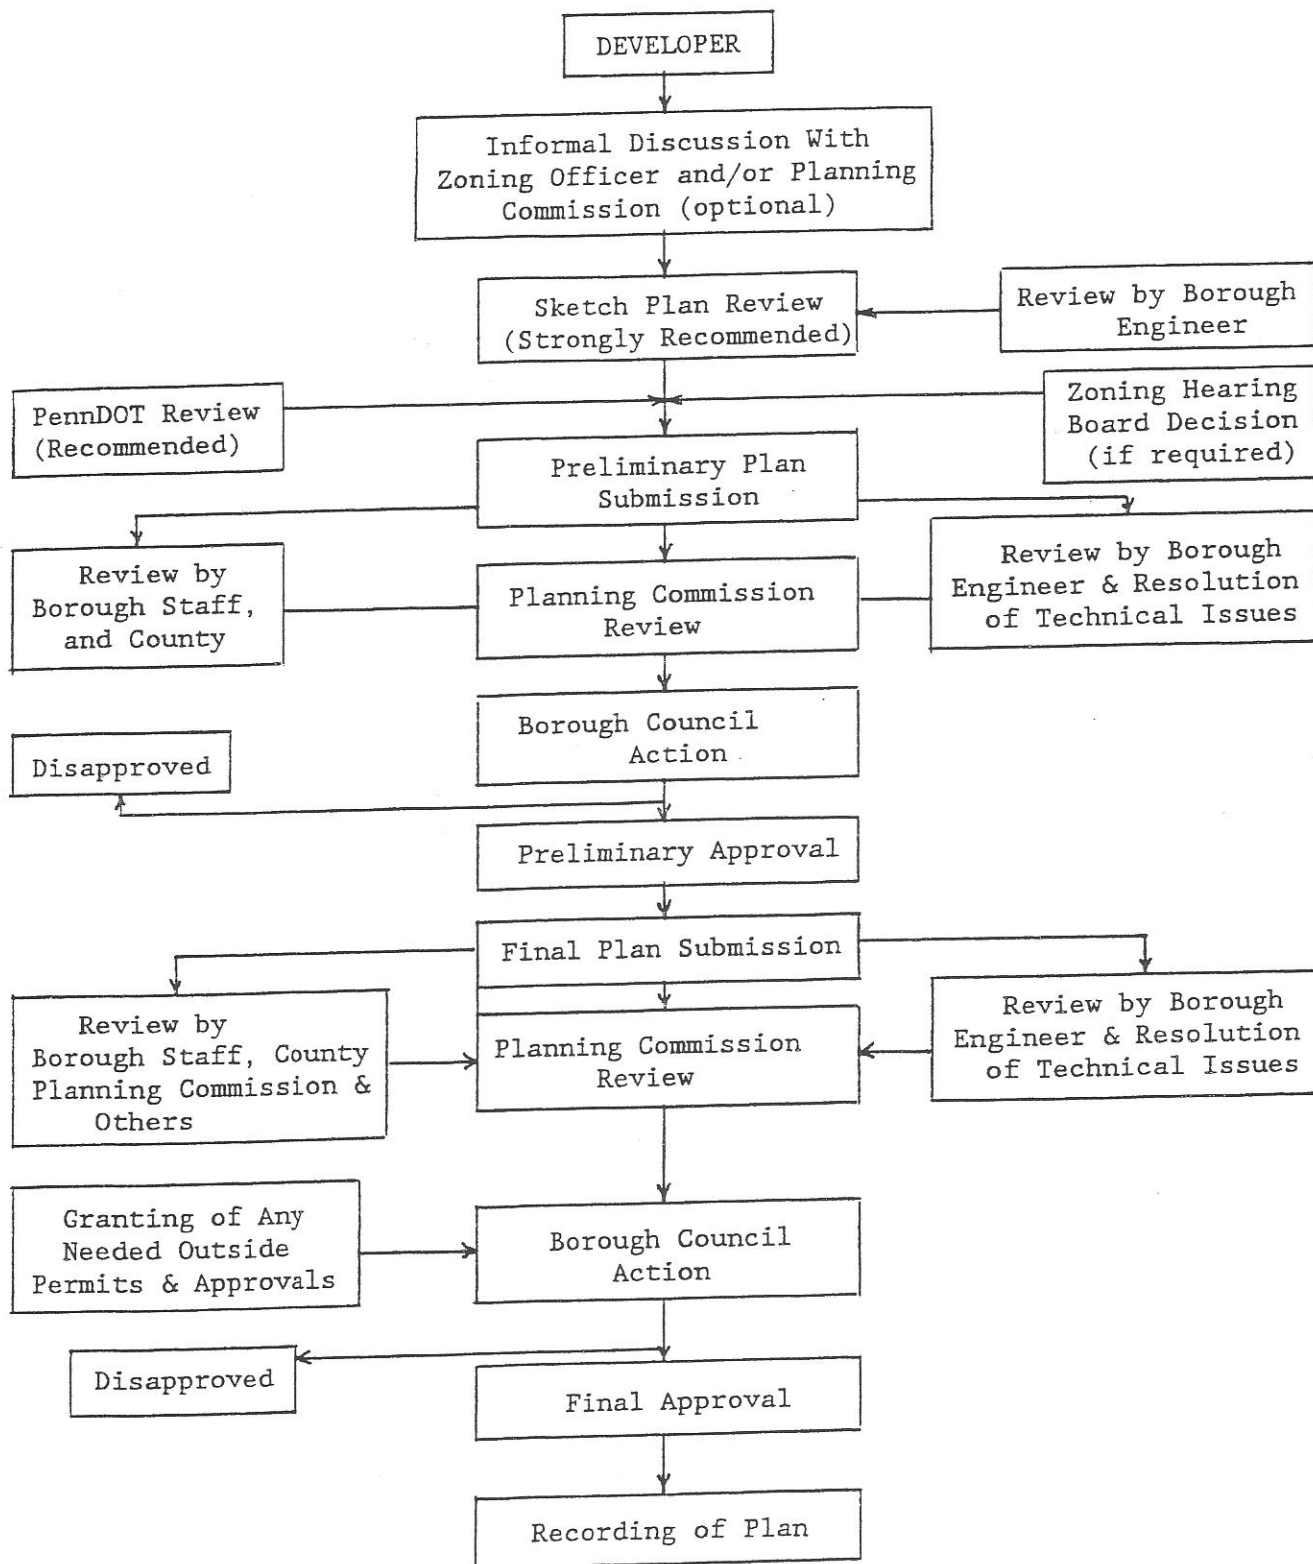 DEVELOPER
Informal Discussion With
Zoning Officer and/or Planning
Commission (optional)
Sketch Plan Review
(Strongly Recommended)
Review by Borough
Engineer
PennDOT Review
(Recommended)
Zoning Hearing
Board Decision
(if required)
Preliminary Plan
Submission
Review by
Borough Staff,
and County
Planning Commission
Review
Review by Borough
Engineer & Resolution
of Technical Issues
Borough Council
Action
Disapproved
Preliminary Approval
Final Plan Submission
Review by
Borough Staff, County
Planning Commission &
Others
Planning Commission
Review
Review by Borough
Engineer & Resolution
of Technical Issues
Granting of Any
Needed Outside
Permits & Approvals
Borough Council
Action
Disapproved
Final Approval
Recording of Plan